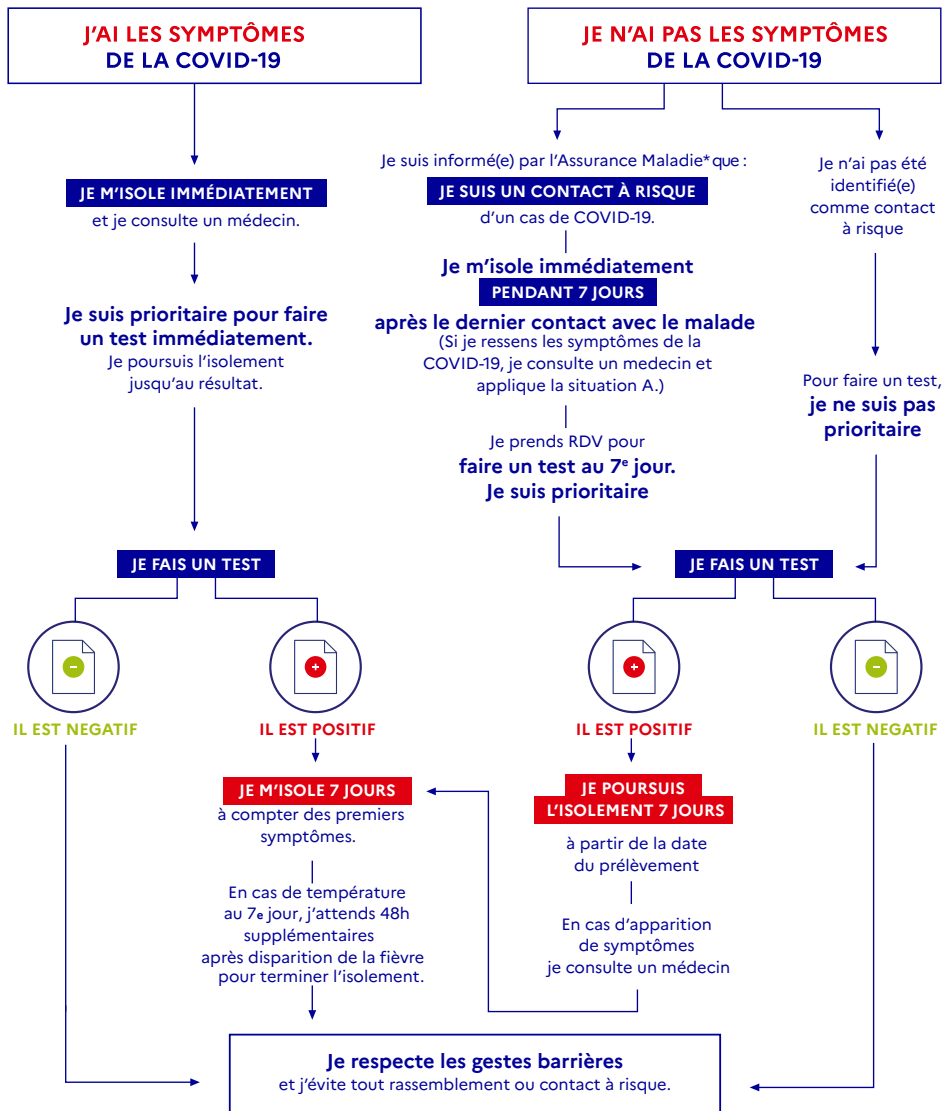 J'AI LES SYMPTÔMES
DE LA COVID-19
JE M'ISOLE IMMÉDIATEMENT
et je consulte un médecin.
Je suis prioritaire pour faire
un test immédiatement.
Je poursuis l'isolement
jusqu'au résultat.
JE FAIS UN TEST
IL EST NEGATIF
IL EST POSITIF
JE M'ISOLE 7 JOURS
à compter des premiers
symptômes.
En cas de température
au 7e jour, j'attends 48h
supplémentaires
après disparition de la fièvre
pour terminer l'isolement.
JE N'AI PAS LES SYMPTÔMES
DE LA COVID-19
Je suis informé(e) par l'Assurance Maladie* que :
JE SUIS UN CONTACT À RISQUE
d'un cas de COVID-19.
Je m'isole immédiatement
PENDANT 7 JOURS
après le dernier contact avec le malade
(Si je ressens les symptômes de la
COVID-19, je consulte un medecin et
applique la situation A.)
Je prends RDV pour
faire un test au 7e jour.
Je suis prioritaire
Je n'ai pas été
identifié(e)
comme contact
à risque
Pour faire un test,
je ne suis pas
prioritaire
JE FAIS UN TEST
IL EST POSITIF
IL EST NEGATIF
JE POURSUIS
L'ISOLEMENT 7 JOURS
à partir de la date
du prélèvement
En cas d'apparition
de symptômes
je consulte un médecin
Je respecte les gestes barrières
et j'évite tout rassemblement ou contact à risque.